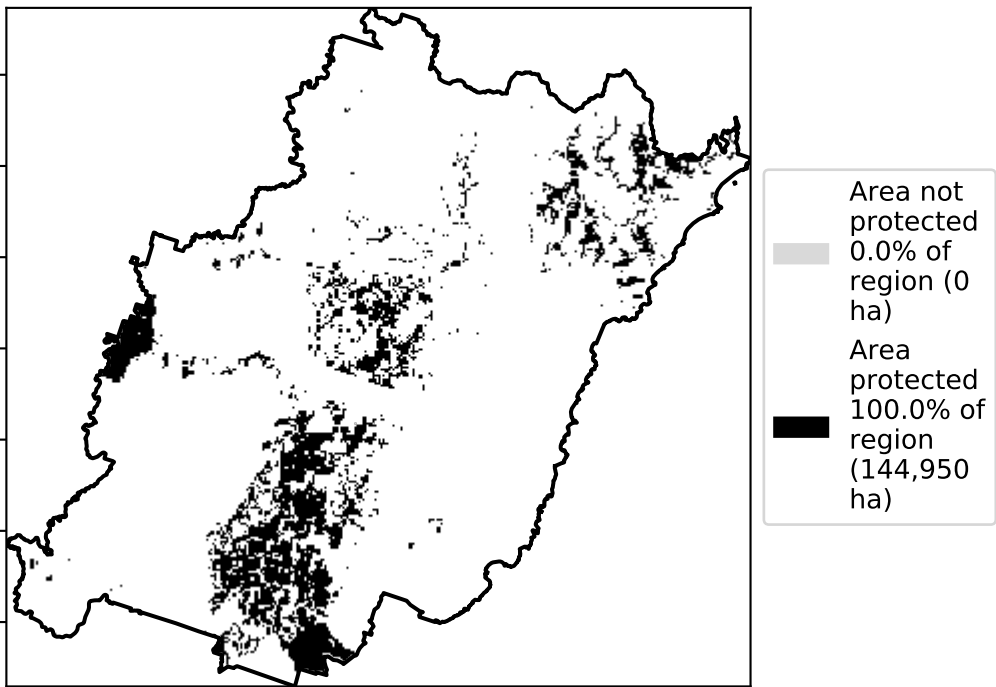 Area not
protected
0.0% of
region (0
ha)
Area
protected
100.0% of
region
(144,950
ha)